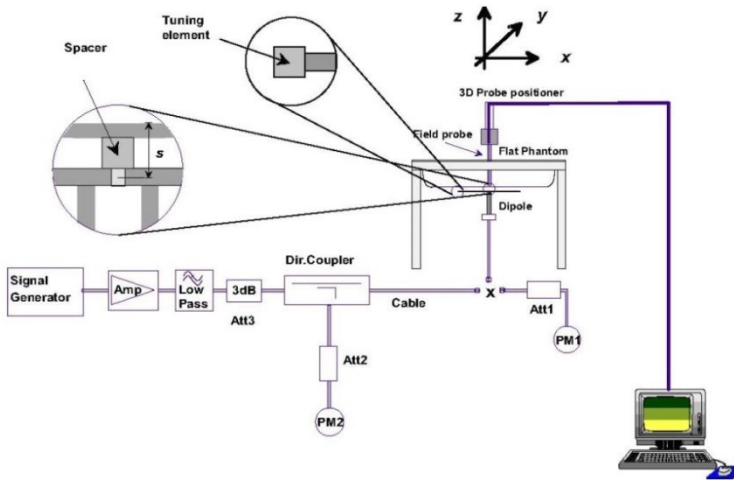 Tuning
element
Spacer
s
z
y
x
3D Probe positioner
Field probe
Flat Phantom
Dipole
Signal
Generator
Amp
Low
Pass
3dB
Att3
Dir.Coupler
Cable
x
Att1
PM1
Att2
PM2